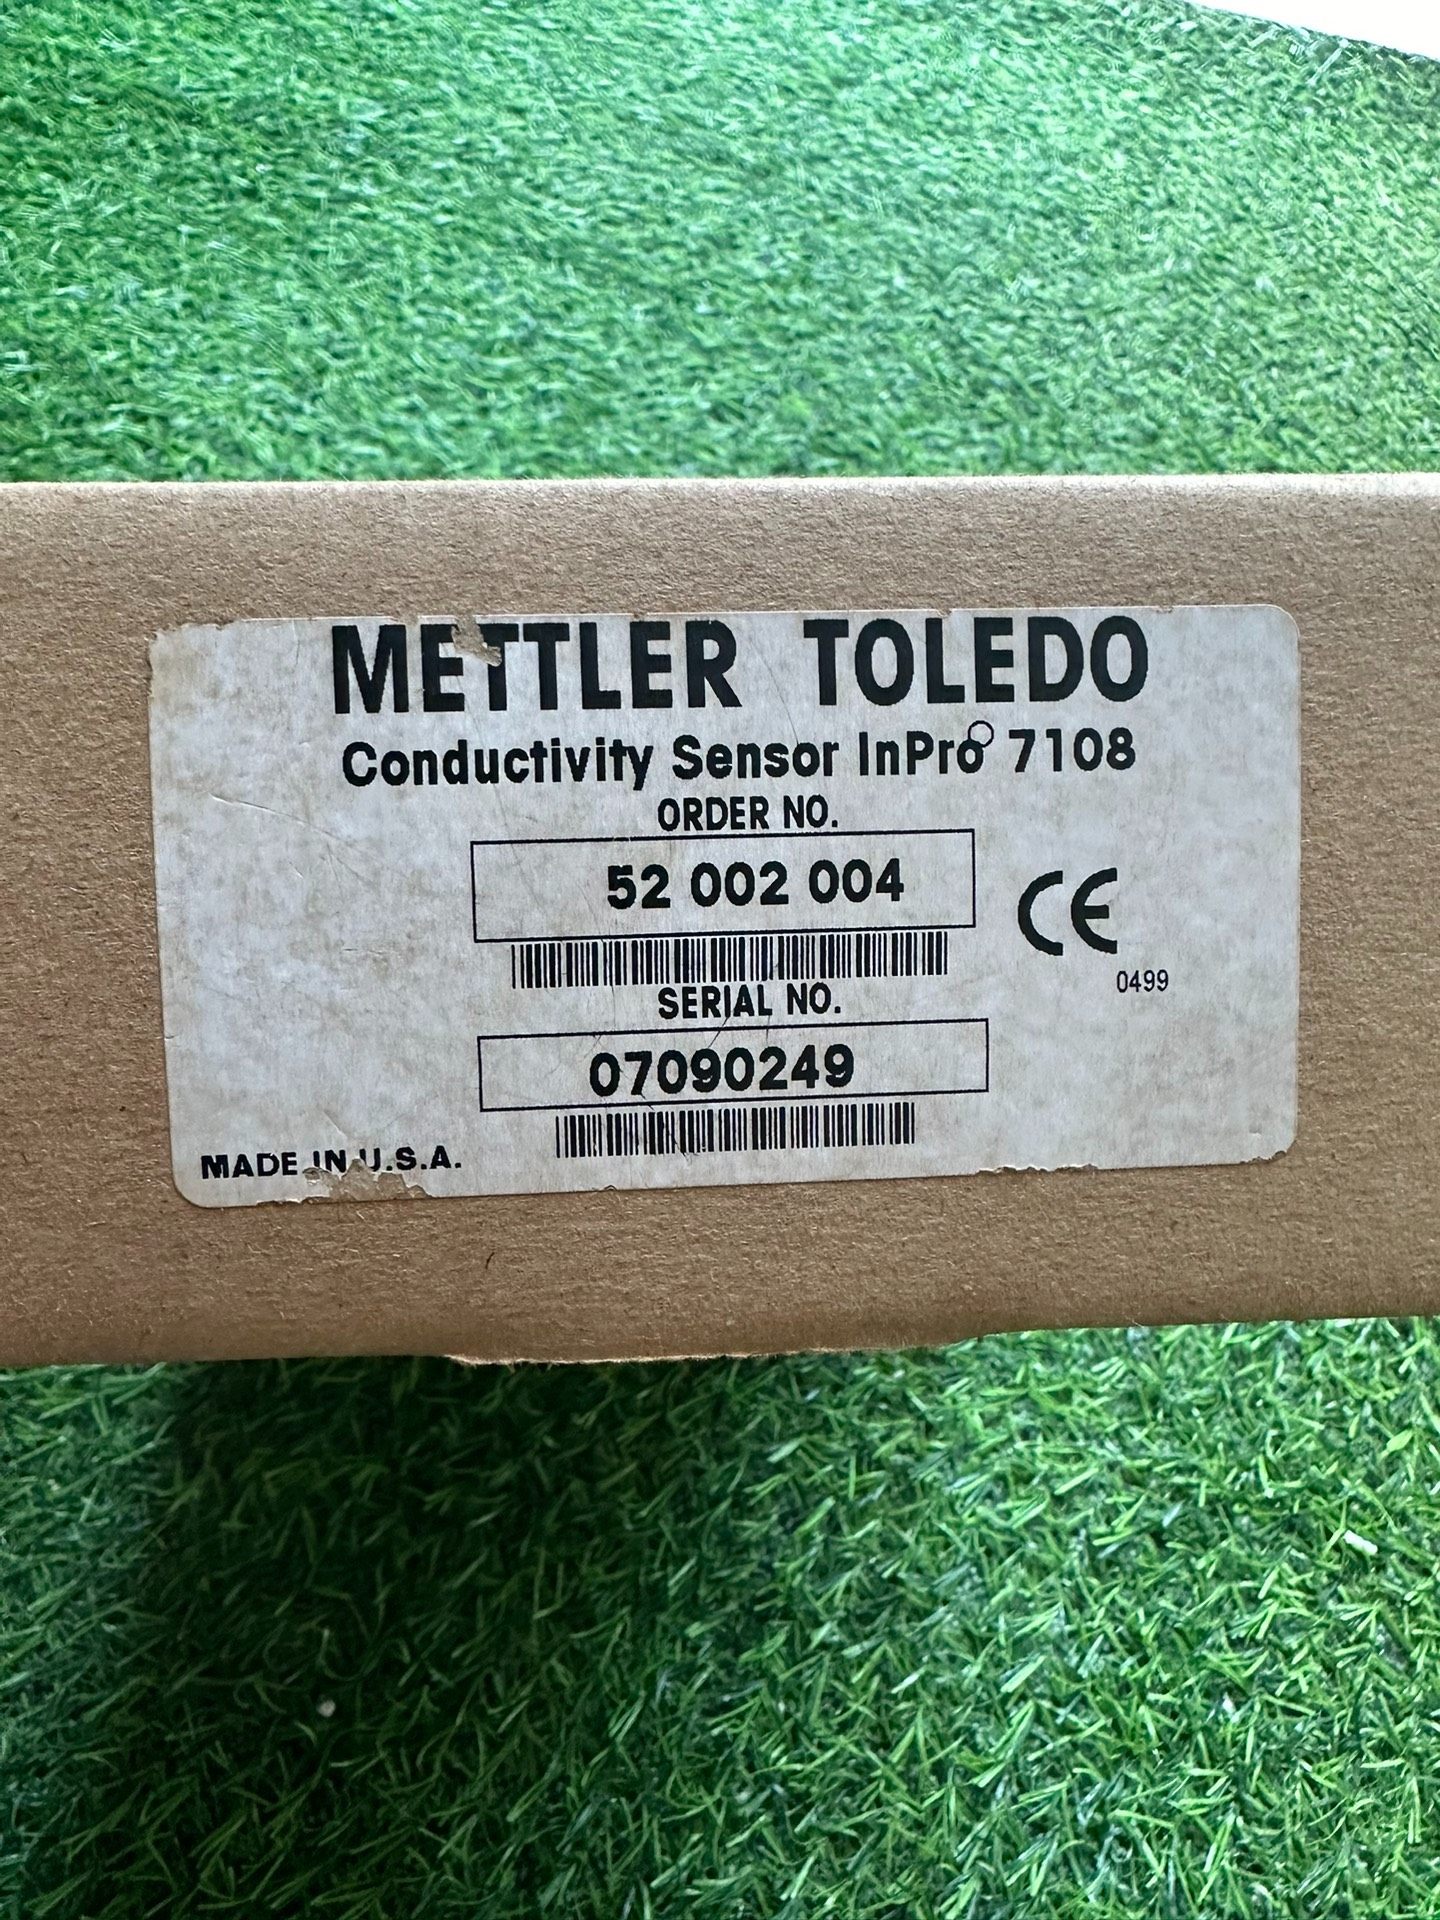 METTLER TOLEDO
Conductivity Sensor InPro 7108
ORDER NO.
52 002 004
CE
0499
SERIAL NO.
07090249
MADE IN U.S.A.